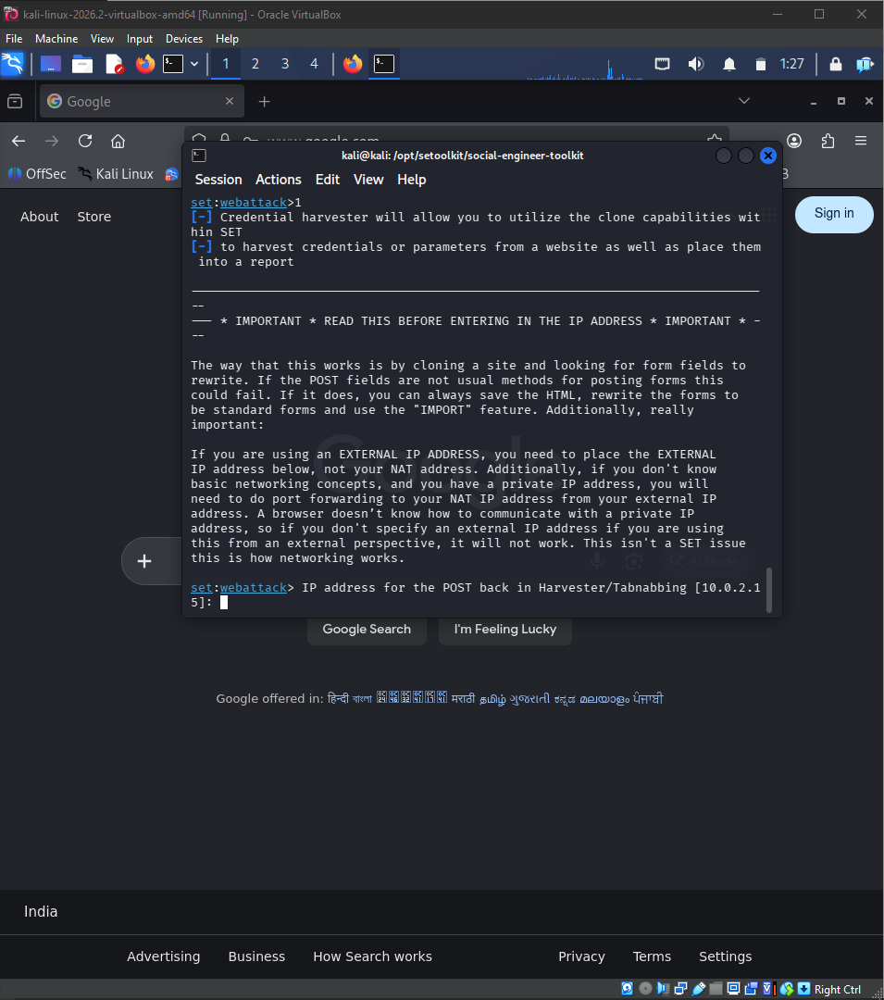 kali-linux-2026.2-virtualbox-amd64 [Running] - Oracle VirtualBox
File Machine View Input Devices Help
1 2 3 4 1:27
Google
www.google.com
kali@kali: /opt/setoolkit/social-engineer-toolkit
OffSec Kali Linux
Session Actions Edit View Help
About Store
Sign in
set:webattack>1
[-] Credential harvester will allow you to utilize the clone capabilities wit
hin SET
[-] to harvest credentials or parameters from a website as well as place them
 into a report
--
--- * IMPORTANT * READ THIS BEFORE ENTERING IN THE IP ADDRESS * IMPORTANT * -
--
The way that this works is by cloning a site and looking for form fields to
rewrite. If the POST fields are not usual methods for posting forms this
could fail. If it does, you can always save the HTML, rewrite the forms to
be standard forms and use the "IMPORT" feature. Additionally, really
important:
Google
If you are using an EXTERNAL IP ADDRESS, you need to place the EXTERNAL
IP address below, not your NAT address. Additionally, if you don't know
basic networking concepts, and you have a private IP address, you will
need to do port forwarding to your NAT IP address from your external IP
address. A browser doesn't know how to communicate with a private IP
address, so if you don't specify an external IP address if you are using
this from an external perspective, it will not work. This isn't a SET issue
this is how networking works.
AI Mode
set:webattack> IP address for the POST back in Harvester/Tabnabbing [10.0.2.1
5]:
Google Search I'm Feeling Lucky
Google offered in: हिन्दी বাংলা मराठी தமிழ் ગુજરાતી ಕನ್ನಡ മലയാളം ਪੰਜਾਬੀ
India
Advertising Business How Search works Privacy Terms Settings
Right Ctrl